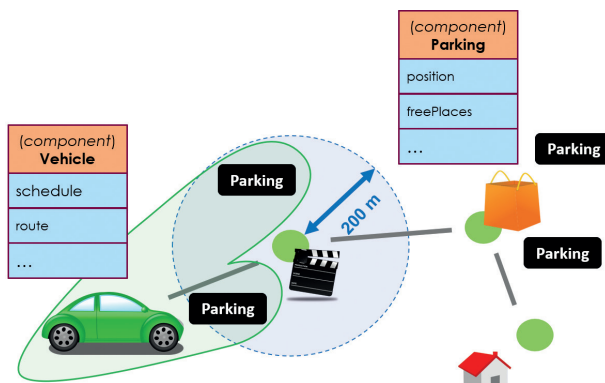 (component)
Parking
position
freePlaces
...
Parking
(component)
Vehicle
schedule
route
...
Parking
200 m
Parking
Parking